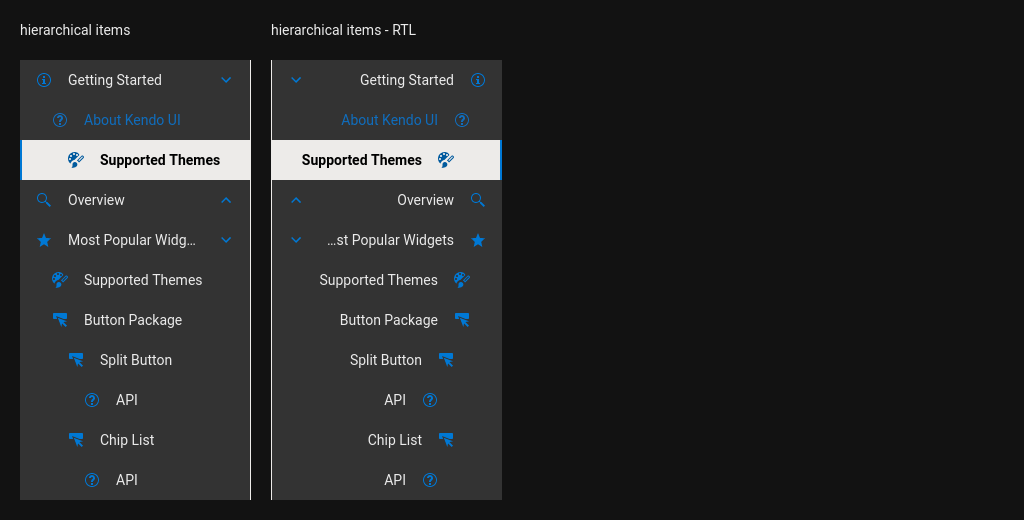 hierarchical items
Getting Started
About Kendo UI
Supported Themes
Overview
Most Popular Widg...
Supported Themes
Button Package
Split Button
API
Chip List
API
hierarchical items - RTL
Getting Started
About Kendo UI
Supported Themes
Overview
...st Popular Widgets
Supported Themes
Button Package
Split Button
API
Chip List
API